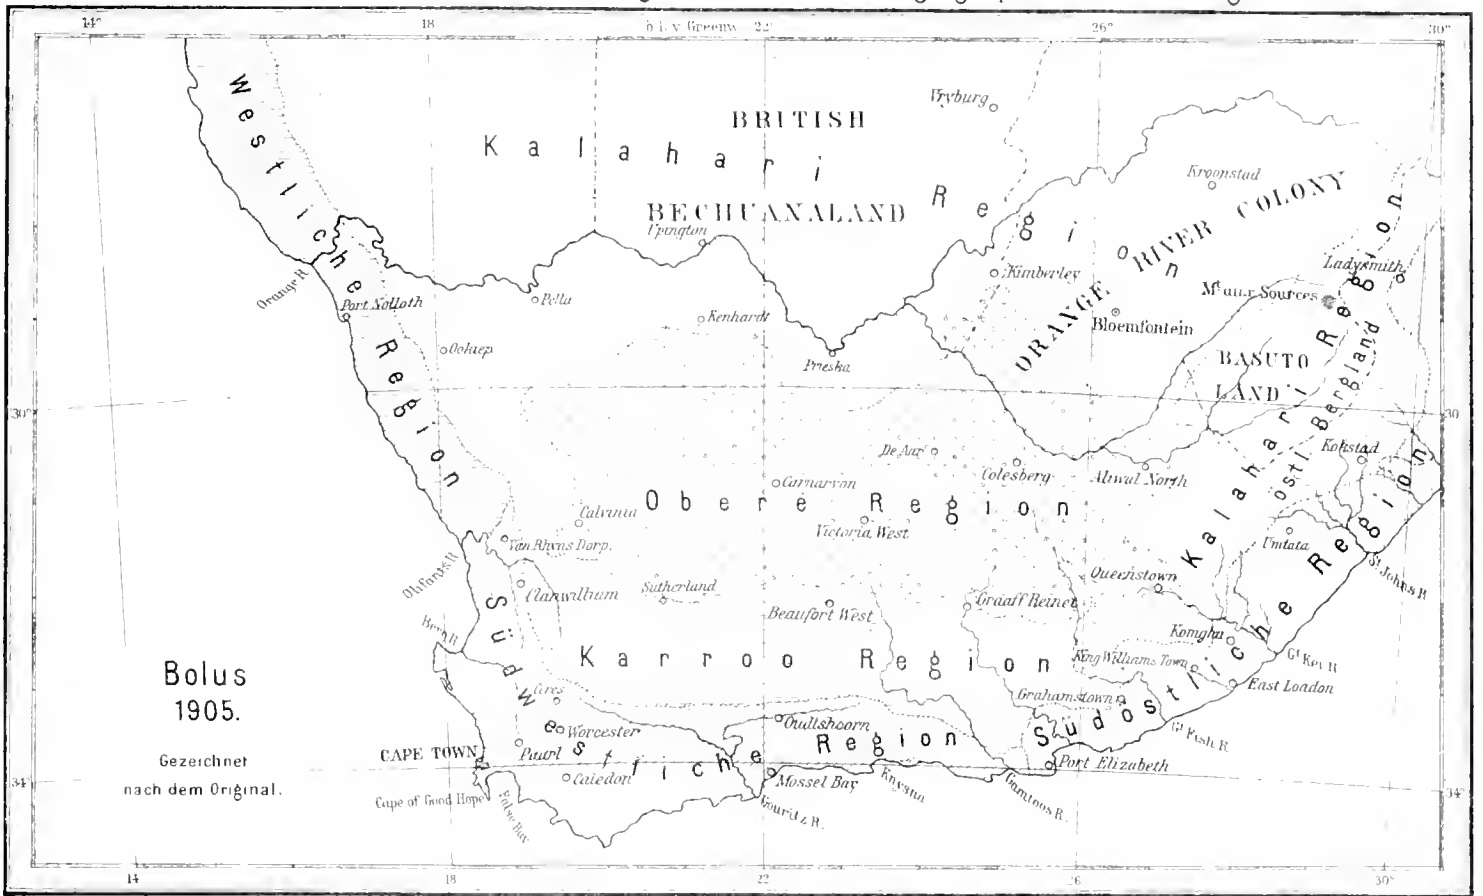 14°
18
ö.L.v. Greenw.
22°
26°
30°
Westliche Region
Kalahari Region
BRITISH
BECHUANALAND
Vryburg
Kroonstad
ORANGE RIVER COLONY
Upington
Kimberley
Ladysmith
Orange R.
Port Nolloth
Pella
Kenhardt
Mt aux Sources
Bloemfontein
Ookiep
Prieska
BASUTO
LAND
30°
30
Kalahari Region
ostl. Bergland
De Aar
Colesberg
Aliwal North
Kokstad
Carnarvon
Obere Region
Calvinia
Victoria West
Van Rhyns Dorp.
Umtata
Olifants R.
St Johns R.
Clanwilliam
Sutherland
Queenstown
Beaufort West
Graaff Reinet
Berg R.
Komgha
Karroo Region
King Williams Town
Gt Kei R.
Bolus
1905.
Ceres
Grahamstown
East London
Südwestliche Region
Südöstliche Region
Oudtshoorn
Worcester
Gt Fish R.
CAPE TOWN
Paarl
Port Elizabeth
Gezeichnet
nach dem Original.
Caledon
Mossel Bay
Knysna
Gamtoos R.
34°
34°
Cape of Good Hope
False Bay
Gouritz R.
14
18
22
26
30°